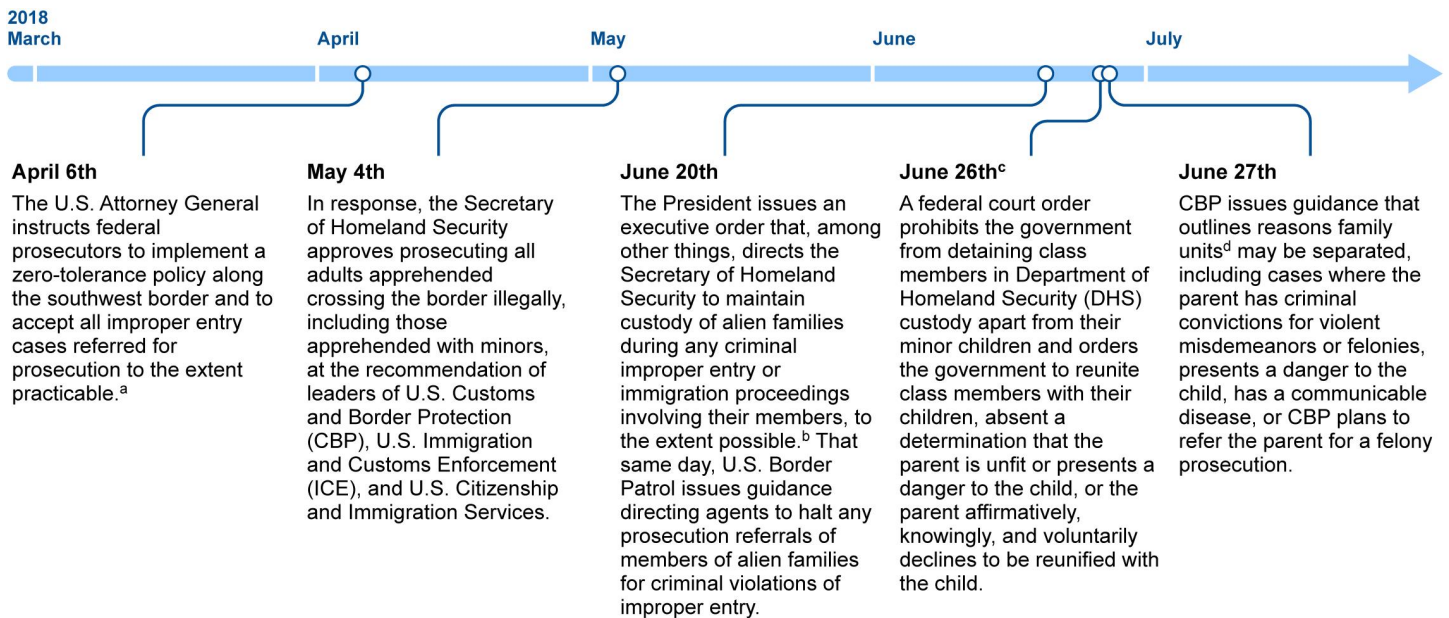 2018
March
April
May
June
July
April 6th
The U.S. Attorney General
instructs federal
prosecutors to implement a
zero-tolerance policy along
the southwest border and to
accept all improper entry
cases referred for
prosecution to the extent
practicable.a
May 4th
In response, the Secretary
of Homeland Security
approves prosecuting all
adults apprehended
crossing the border illegally,
including those
apprehended with minors,
at the recommendation of
leaders of U.S. Customs
and Border Protection
(CBP), U.S. Immigration
and Customs Enforcement
(ICE), and U.S. Citizenship
and Immigration Services.
June 20th
The President issues an
executive order that, among
other things, directs the
Secretary of Homeland
Security to maintain
custody of alien families
during any criminal
improper entry or
immigration proceedings
involving their members, to
the extent possible.b That
same day, U.S. Border
Patrol issues guidance
directing agents to halt any
prosecution referrals of
members of alien families
for criminal violations of
improper entry.
June 26thc
A federal court order
prohibits the government
from detaining class
members in Department of
Homeland Security (DHS)
custody apart from their
minor children and orders
the government to reunite
class members with their
children, absent a
determination that the
parent is unfit or presents a
danger to the child, or the
parent affirmatively,
knowingly, and voluntarily
declines to be reunified with
the child.
June 27th
CBP issues guidance that
outlines reasons family
unitsd may be separated,
including cases where the
parent has criminal
convictions for violent
misdemeanors or felonies,
presents a danger to the
child, has a communicable
disease, or CBP plans to
refer the parent for a felony
prosecution.